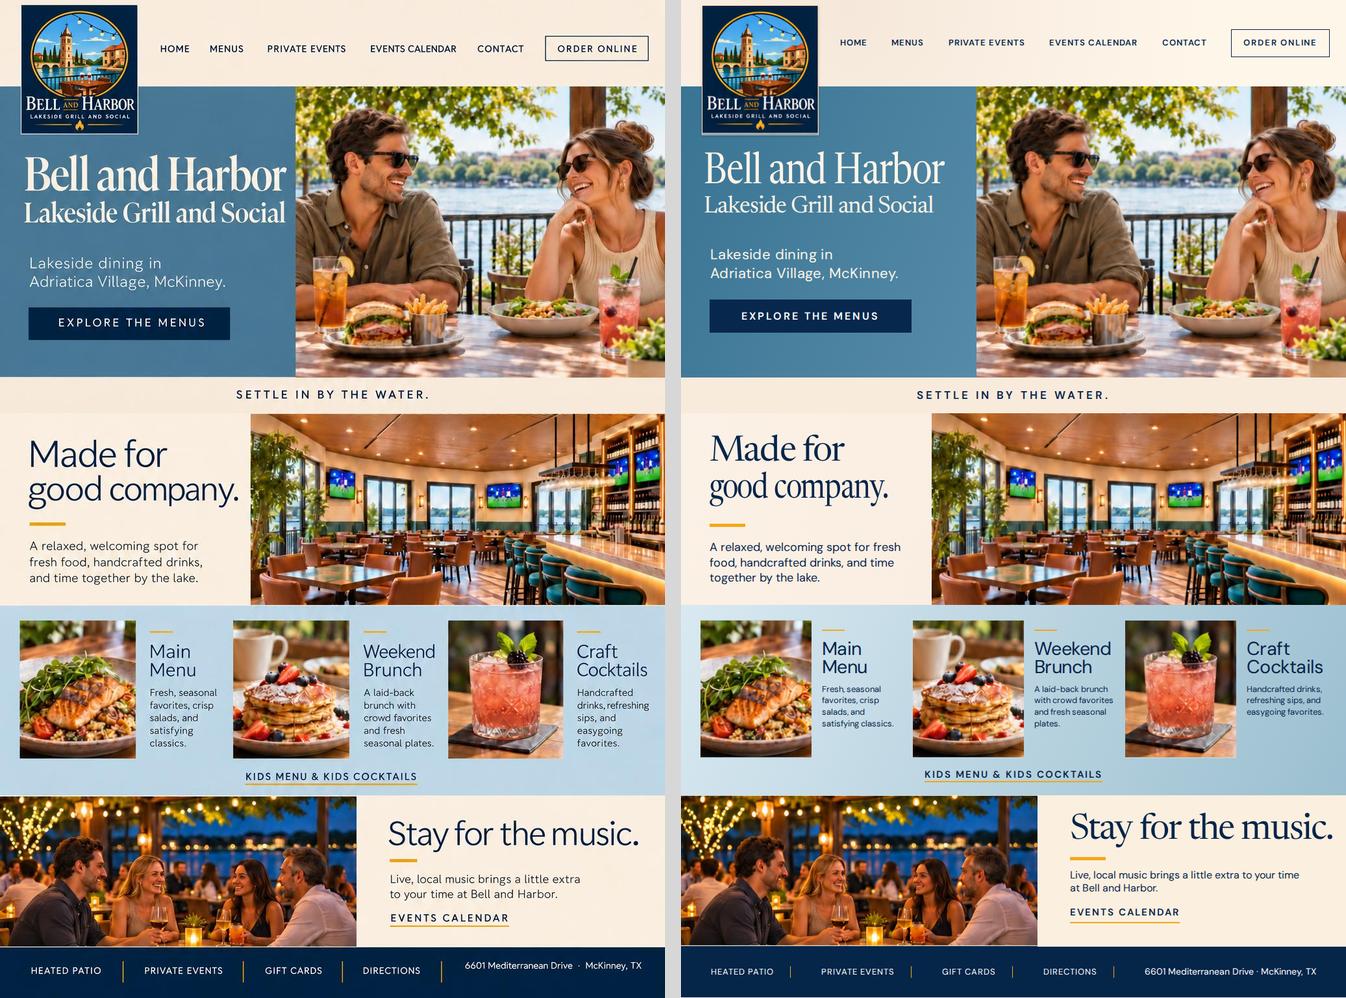 BELL AND HARBOR
LAKESIDE GRILL AND SOCIAL
HOME MENUS PRIVATE EVENTS EVENTS CALENDAR CONTACT ORDER ONLINE
Bell and Harbor
Lakeside Grill and Social
Lakeside dining in
Adriatica Village, McKinney.
EXPLORE THE MENUS
SETTLE IN BY THE WATER.
Made for
good company.
A relaxed, welcoming spot for
fresh food, handcrafted drinks,
and time together by the lake.
Main
Menu
Fresh, seasonal
favorites, crisp
salads, and
satisfying
classics.
Weekend
Brunch
A laid-back
brunch with
crowd favorites
and fresh
seasonal plates.
Craft
Cocktails
Handcrafted
drinks, refreshing
sips, and
easygoing
favorites.
KIDS MENU & KIDS COCKTAILS
Stay for the music.
Live, local music brings a little extra
to your time at Bell and Harbor.
EVENTS CALENDAR
HEATED PATIO PRIVATE EVENTS GIFT CARDS DIRECTIONS 6601 Mediterranean Drive · McKinney, TX
BELL AND HARBOR
LAKESIDE GRILL AND SOCIAL
HOME MENUS PRIVATE EVENTS EVENTS CALENDAR CONTACT ORDER ONLINE
Bell and Harbor
Lakeside Grill and Social
Lakeside dining in
Adriatica Village, McKinney.
EXPLORE THE MENUS
SETTLE IN BY THE WATER.
Made for
good company.
A relaxed, welcoming spot for fresh
food, handcrafted drinks, and time
together by the lake.
Main
Menu
Fresh, seasonal
favorites, crisp
salads, and
satisfying classics.
Weekend
Brunch
A laid-back brunch
with crowd favorites
and fresh seasonal
plates.
Craft
Cocktails
Handcrafted drinks,
refreshing sips, and
easygoing favorites.
KIDS MENU & KIDS COCKTAILS
Stay for the music.
Live, local music brings a little extra to your time
at Bell and Harbor.
EVENTS CALENDAR
HEATED PATIO PRIVATE EVENTS GIFT CARDS DIRECTIONS 6601 Mediterranean Drive · McKinney, TX